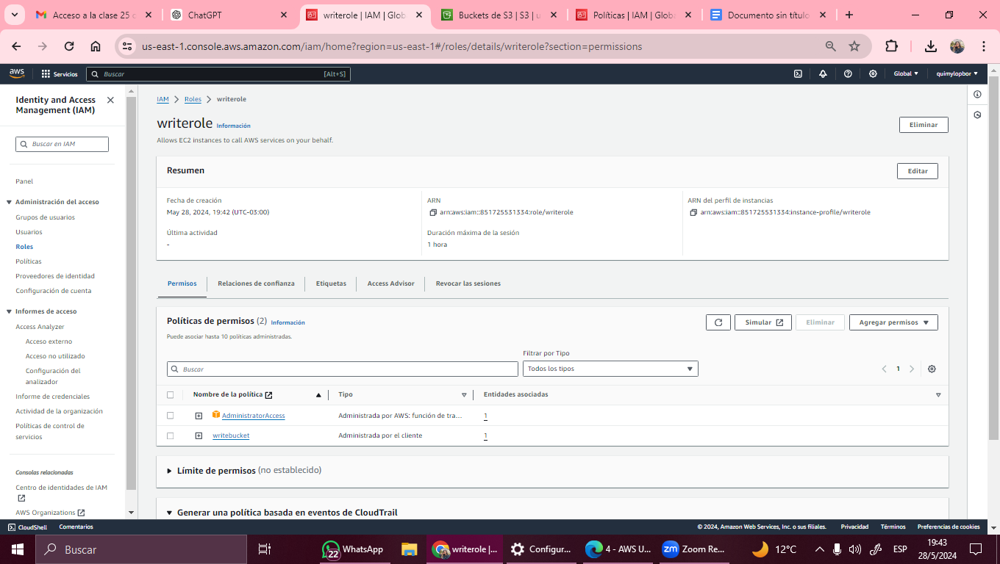 Acceso a la clase 25 d
ChatGPT
writerole | IAM | Glob
Buckets de S3 | S3 | u
Políticas | IAM | Globa
Documento sin título
us-east-1.console.aws.amazon.com/iam/home?region=us-east-1#/roles/details/writerole?section=permissions
aws
Servicios
Buscar
[Alt+S]
Global
quimylopbor
Identity and Access
Management (IAM)
Buscar en IAM
Panel
Administración del acceso
Grupos de usuarios
Usuarios
Roles
Políticas
Proveedores de identidad
Configuración de cuenta
Informes de acceso
Access Analyzer
Acceso externo
Acceso no utilizado
Configuración del
analizador
Informe de credenciales
Actividad de la organización
Políticas de control de
servicios
Consolas relacionadas
Centro de identidades de IAM
AWS Organizations
IAM
Roles
writerole
writerole Información
Eliminar
Allows EC2 instances to call AWS services on your behalf.
Resumen
Editar
Fecha de creación
May 28, 2024, 19:42 (UTC-03:00)
Última actividad
-
ARN
arn:aws:iam::851725531334:role/writerole
Duración máxima de la sesión
1 hora
ARN del perfil de instancias
arn:aws:iam::851725531334:instance-profile/writerole
Permisos
Relaciones de confianza
Etiquetas
Access Advisor
Revocar las sesiones
Políticas de permisos (2) Información
Puede asociar hasta 10 políticas administradas.
Simular
Eliminar
Agregar permisos
Filtrar por Tipo
Buscar
Todos los tipos
1
Nombre de la política
Tipo
Entidades asociadas
AdministratorAccess
Administrada por AWS: función de tra...
1
writebucket
Administrada por el cliente
1
Límite de permisos (no establecido)
Generar una política basada en eventos de CloudTrail
CloudShell
Comentarios
© 2024, Amazon Web Services, Inc. o sus filiales.
Privacidad
Términos
Preferencias de cookies
Buscar
22
WhatsApp
writerole |...
Configur...
4 - AWS U...
zm
Zoom Re...
12°C
ESP
19:43
28/5/2024